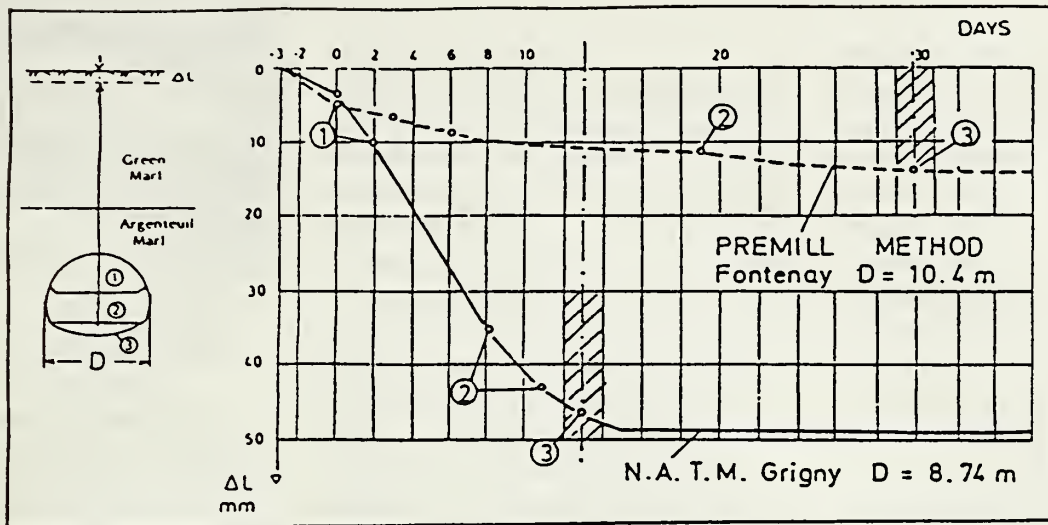 DAYS
-3 -2 0 2 4 6 8 10 20 30
0
10
20
30
40
50
ΔL
mm
ΔL
Green
Marl
Argenteuil
Marl
①
②
③
D
①
②
③
②
③
PREMILL METHOD
Fontenay D = 10.4 m
N.A.T.M. Grigny D = 8.74 m